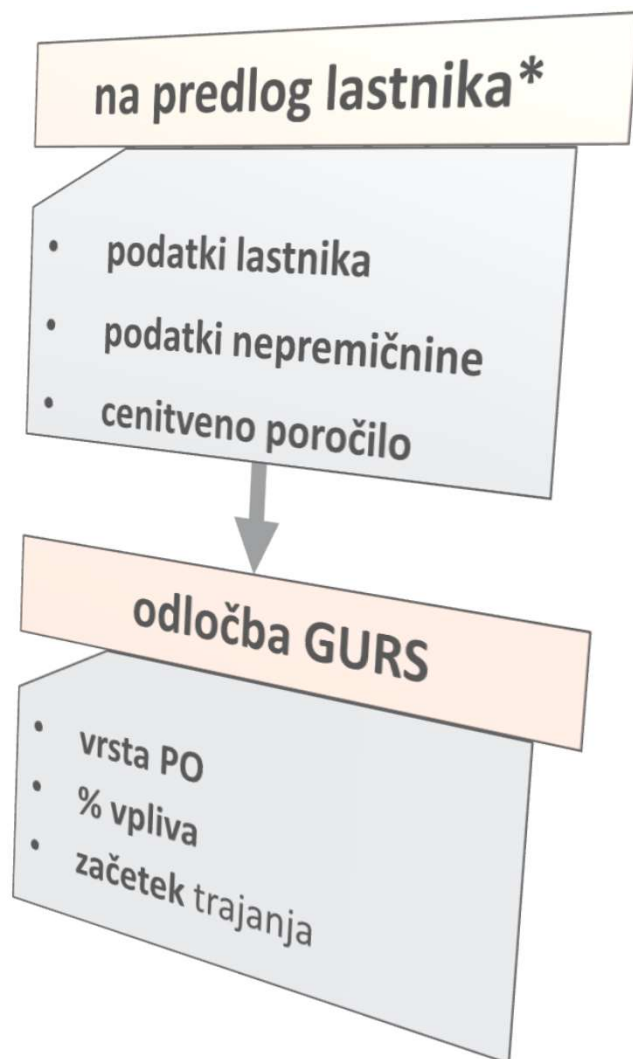 na predlog lastnika*
• podatki lastnika
• podatki nepremičnine
• cenitveno poročilo
odločba GURS
• vrsta PO
• % vpliva
• začetek trajanja